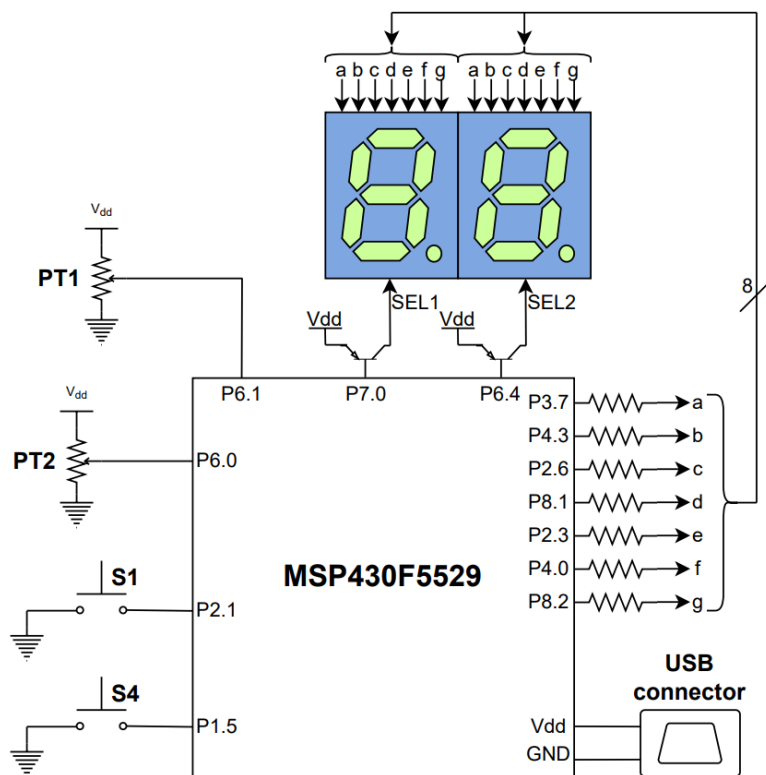 a b c d e f g a b c d e f g
Vdd
PT1
8
SEL1 SEL2
Vdd Vdd
P6.1 P7.0 P6.4
Vdd
PT2
P6.0
P3.7 a
P4.3 b
P2.6 c
P8.1 d
P2.3 e
P4.0 f
P8.2 g
MSP430F5529
S1
P2.1
S4
P1.5
USB
connector
Vdd
GND